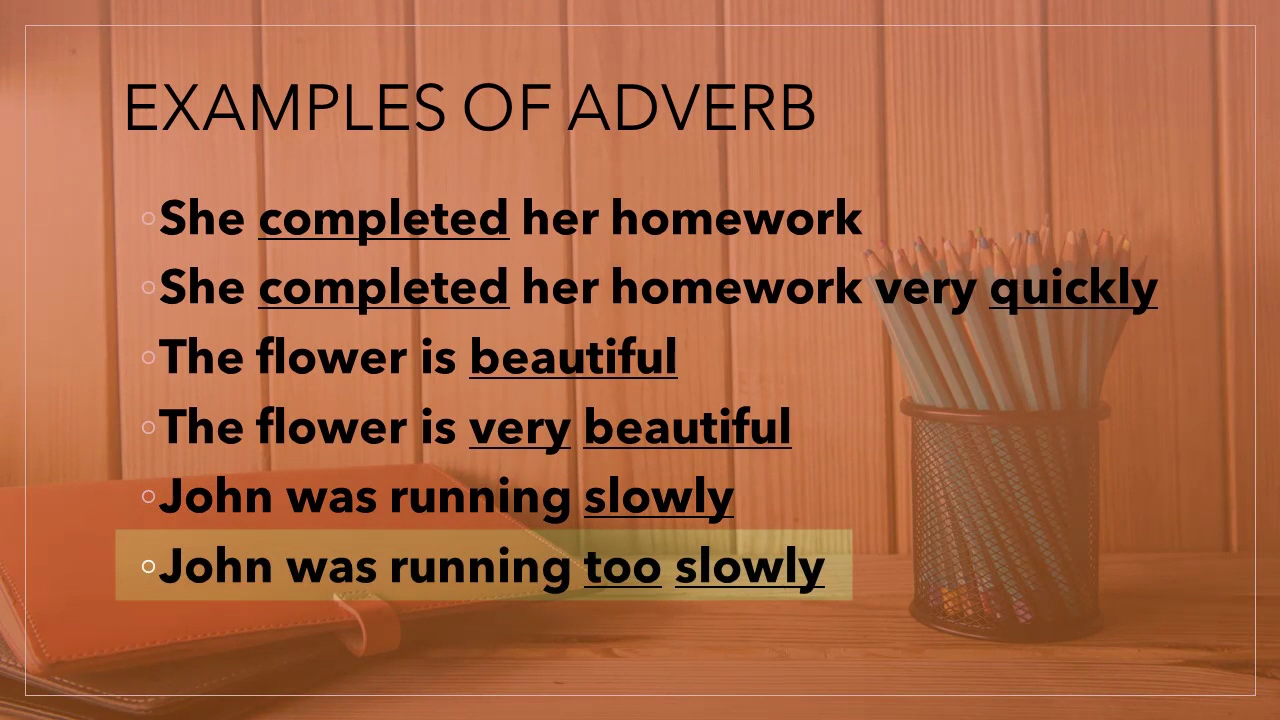 EXAMPLES OF ADVERB
◦She completed her homework
◦She completed her homework very quickly
◦The flower is beautiful
◦The flower is very beautiful
◦John was running slowly
◦John was running too slowly